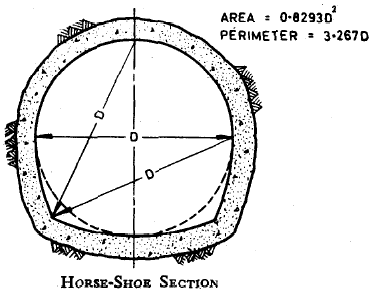 AREA = 0·8293D²
PERIMETER = 3·267D
D
D
D
HORSE-SHOE SECTION